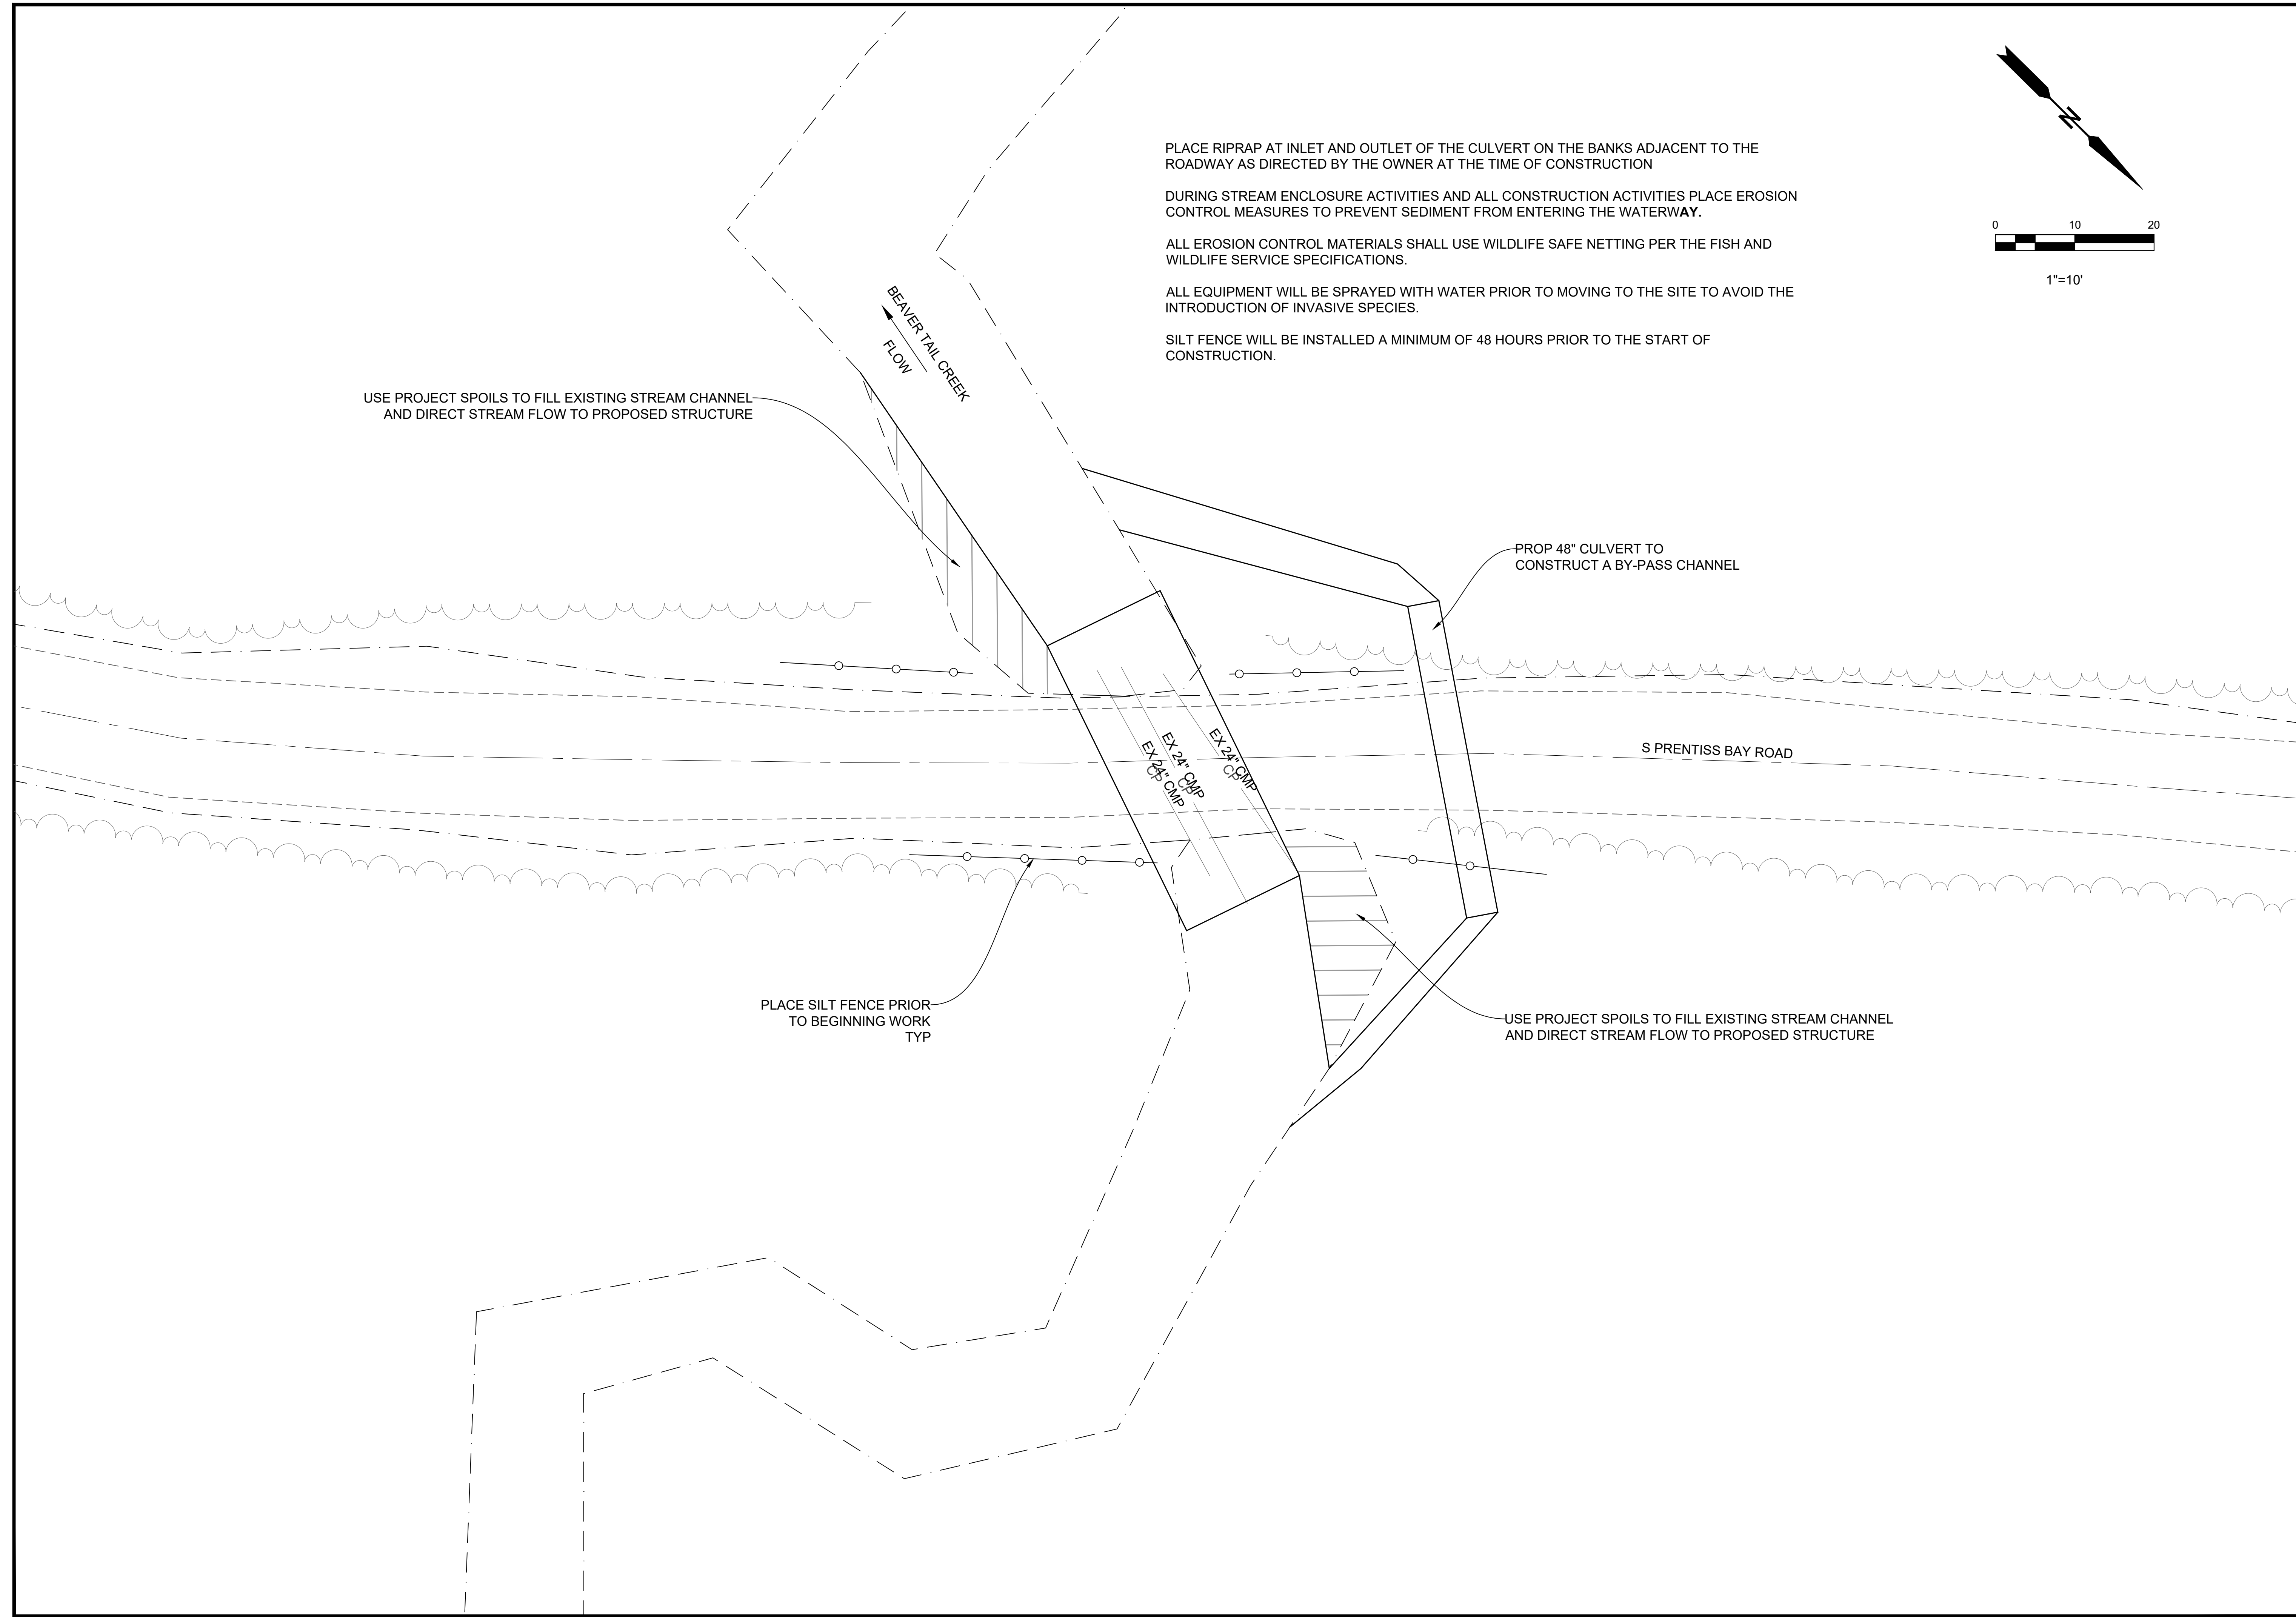 PLACE RIPRAP AT INLET AND OUTLET OF THE CULVERT ON THE BANKS ADJACENT TO THE
ROADWAY AS DIRECTED BY THE OWNER AT THE TIME OF CONSTRUCTION
DURING STREAM ENCLOSURE ACTIVITIES AND ALL CONSTRUCTION ACTIVITIES PLACE EROSION
CONTROL MEASURES TO PREVENT SEDIMENT FROM ENTERING THE WATERWAY.
ALL EROSION CONTROL MATERIALS SHALL USE WILDLIFE SAFE NETTING PER THE FISH AND
WILDLIFE SERVICE SPECIFICATIONS.
ALL EQUIPMENT WILL BE SPRAYED WITH WATER PRIOR TO MOVING TO THE SITE TO AVOID THE
INTRODUCTION OF INVASIVE SPECIES.
SILT FENCE WILL BE INSTALLED A MINIMUM OF 48 HOURS PRIOR TO THE START OF
CONSTRUCTION.
N
0 10 20
1"=10'
BEAVER TAIL CREEK
FLOW
USE PROJECT SPOILS TO FILL EXISTING STREAM CHANNEL
AND DIRECT STREAM FLOW TO PROPOSED STRUCTURE
PROP 48" CULVERT TO
CONSTRUCT A BY-PASS CHANNEL
EX 24" CMP
CP
EX 24" CMP
CP
EX 24" CMP
CP
S PRENTISS BAY ROAD
PLACE SILT FENCE PRIOR
TO BEGINNING WORK
TYP
USE PROJECT SPOILS TO FILL EXISTING STREAM CHANNEL
AND DIRECT STREAM FLOW TO PROPOSED STRUCTURE